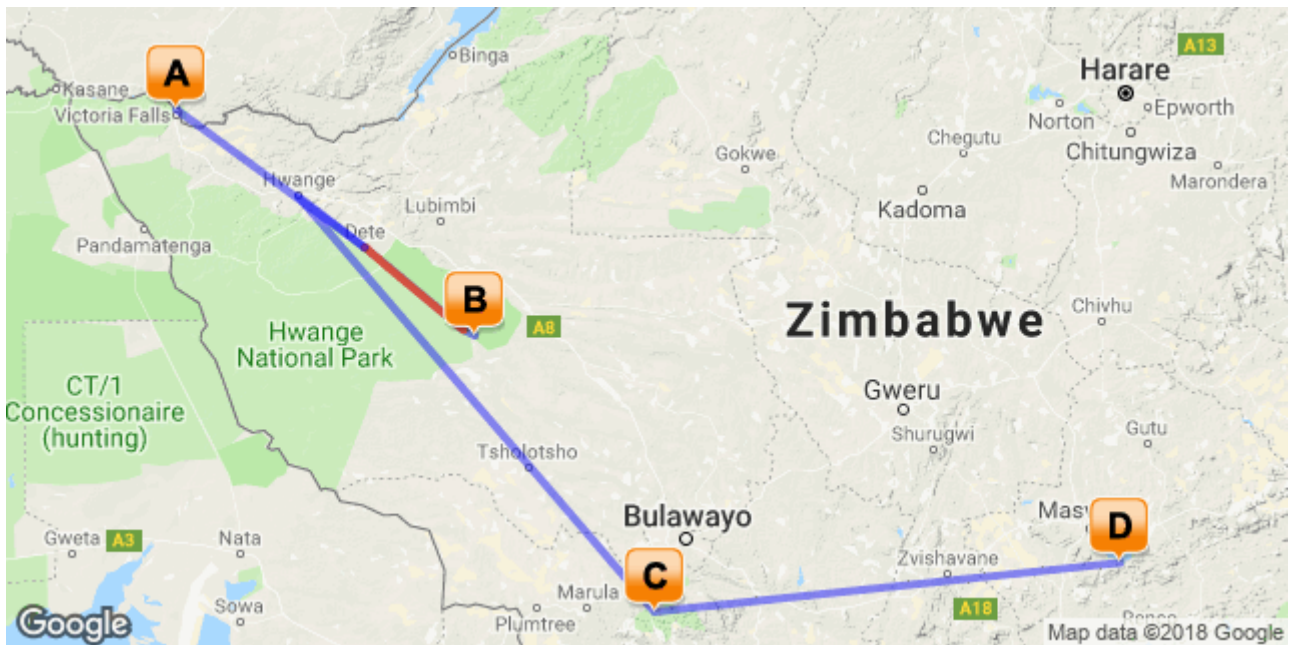 A
Kasane
Victoria Falls
Binga
A13
Harare
Epworth
Norton
Chitungwiza
Chegutu
Gokwe
Marondera
Kadoma
Hwange
Lubimbi
Dete
Pandamatenga
B
A8
Hwange
National Park
Zimbabwe
Chivhu
CT/1
Concessionaire
(hunting)
Gweru
Shurugwi
Gutu
Tsholotsho
Bulawayo
D
Gweta
A3
Nata
Zvishavane
C
Marula
Sowa
Plumtree
A18
Google
Map data ©2018 Google